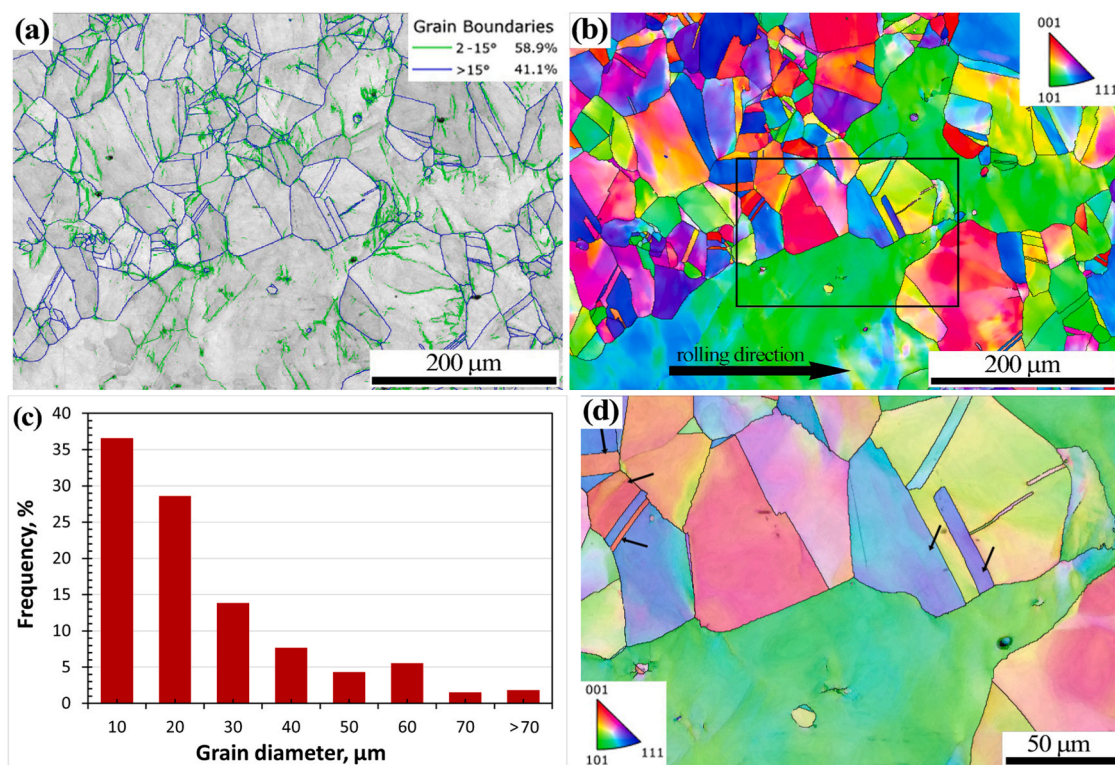 (a)
Grain Boundaries
2-15° 58.9%
>15° 41.1%
200 µm
(b)
001
101
111
rolling direction
200 µm
(c)
40
35
30
25
20
15
10
5
0
Frequency, %
10 20 30 40 50 60 70 >70
Grain diameter, µm
(d)
001
101
111
50 µm